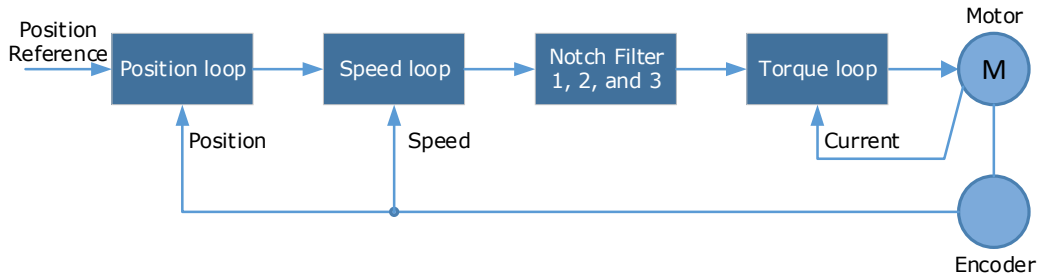 Position
Reference
Position loop
Speed loop
Notch Filter
1, 2, and 3
Torque loop
Motor
M
Position
Speed
Current
Encoder